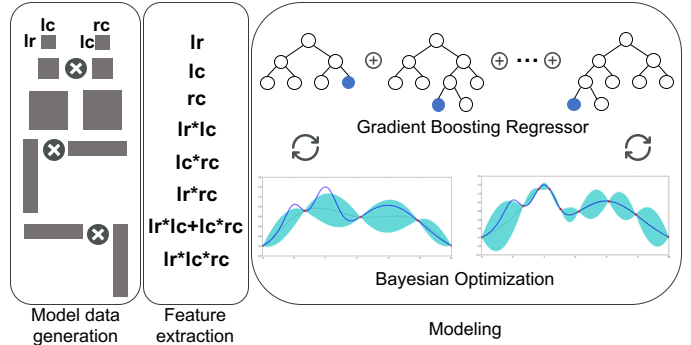 lc rc
lr lc
lr
lc
rc
lr*lc
lc*rc
lr*rc
lr*lc+lc*rc
lr*lc*rc
Gradient Boosting Regressor
Bayesian Optimization
Model data
generation
Feature
extraction
Modeling